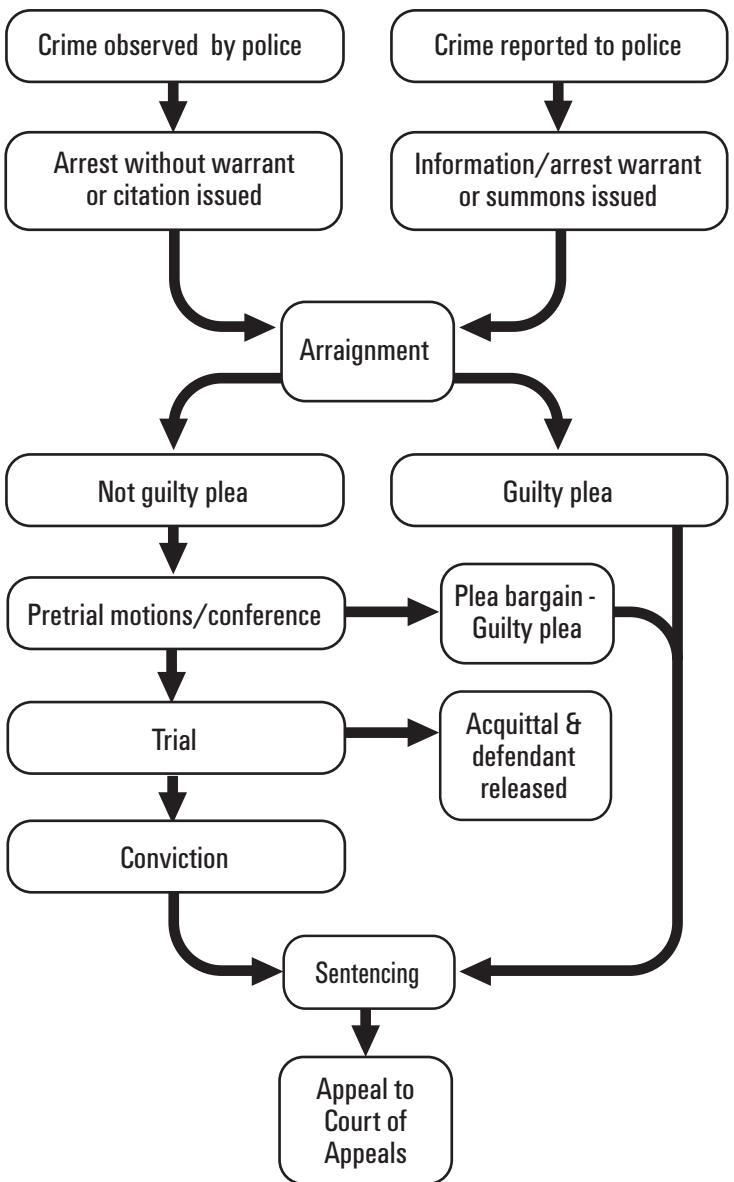 Crime observed by police
Crime reported to police
Arrest without warrant
or citation issued
Information/arrest warrant
or summons issued
Arraignment
Not guilty plea
Guilty plea
Pretrial motions/conference
Plea bargain -
Guilty plea
Trial
Acquittal &
defendant
released
Conviction
Sentencing
Appeal to
Court of
Appeals